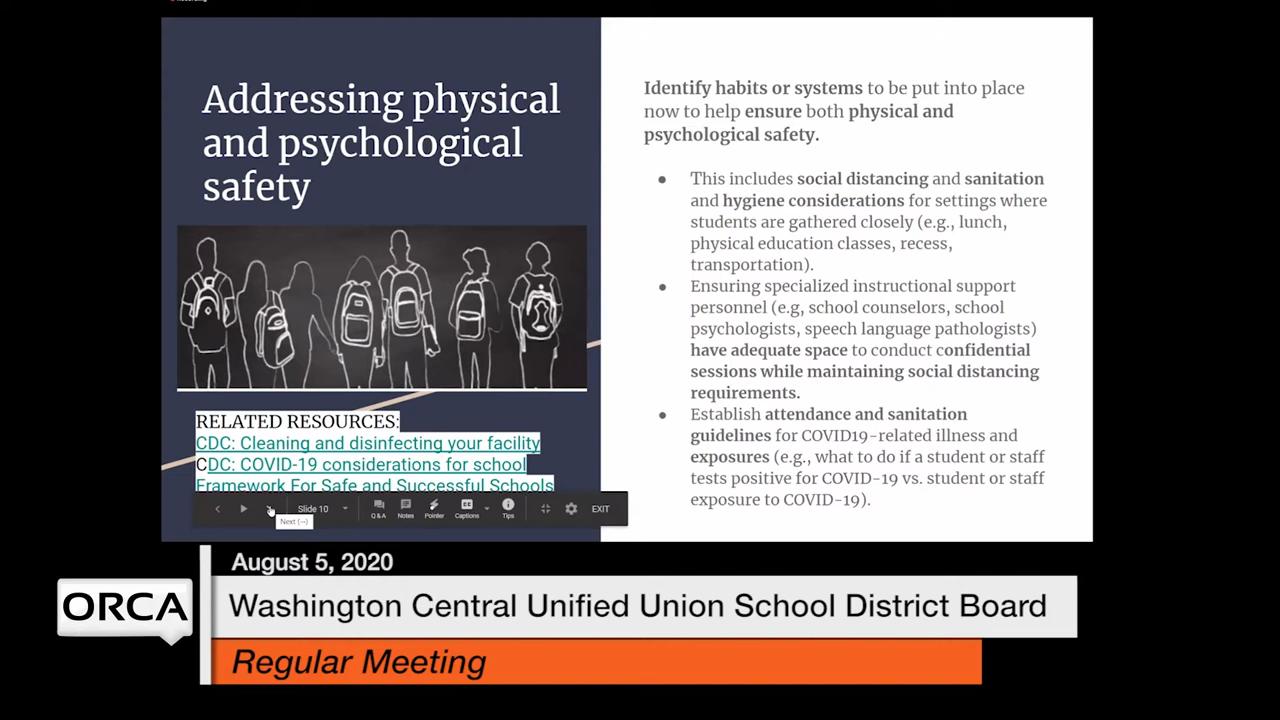 Addressing physical
and psychological
safety
RELATED RESOURCES:
CDC: Cleaning and disinfecting your facility
CDC: COVID-19 considerations for school
Framework For Safe and Successful Schools
Slide 10
Q & A
Notes
Pointer
Captions
Tips
EXIT
Next (→)
Identify habits or systems to be put into place
now to help ensure both physical and
psychological safety.
● This includes social distancing and sanitation
and hygiene considerations for settings where
students are gathered closely (e.g., lunch,
physical education classes, recess,
transportation).
● Ensuring specialized instructional support
personnel (e.g, school counselors, school
psychologists, speech language pathologists)
have adequate space to conduct confidential
sessions while maintaining social distancing
requirements.
● Establish attendance and sanitation
guidelines for COVID19-related illness and
exposures (e.g., what to do if a student or staff
tests positive for COVID-19 vs. student or staff
exposure to COVID-19).
August 5, 2020
ORCA
Washington Central Unified Union School District Board
Regular Meeting